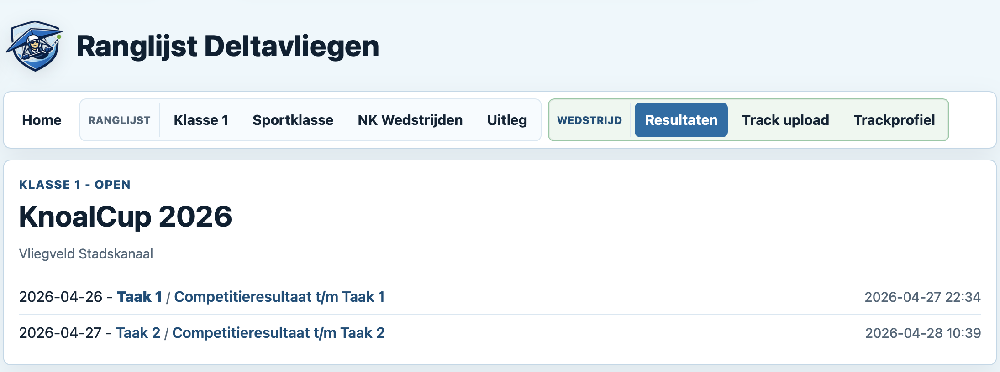 Ranglijst Deltavliegen
Home RANGLIJST Klasse 1 Sportklasse NK Wedstrijden Uitleg WEDSTRIJD Resultaten Track upload Trackprofiel
KLASSE 1 - OPEN
KnoalCup 2026
Vliegveld Stadskanaal
2026-04-26 - Taak 1 / Competitieresultaat t/m Taak 1 2026-04-27 22:34
2026-04-27 - Taak 2 / Competitieresultaat t/m Taak 2 2026-04-28 10:39